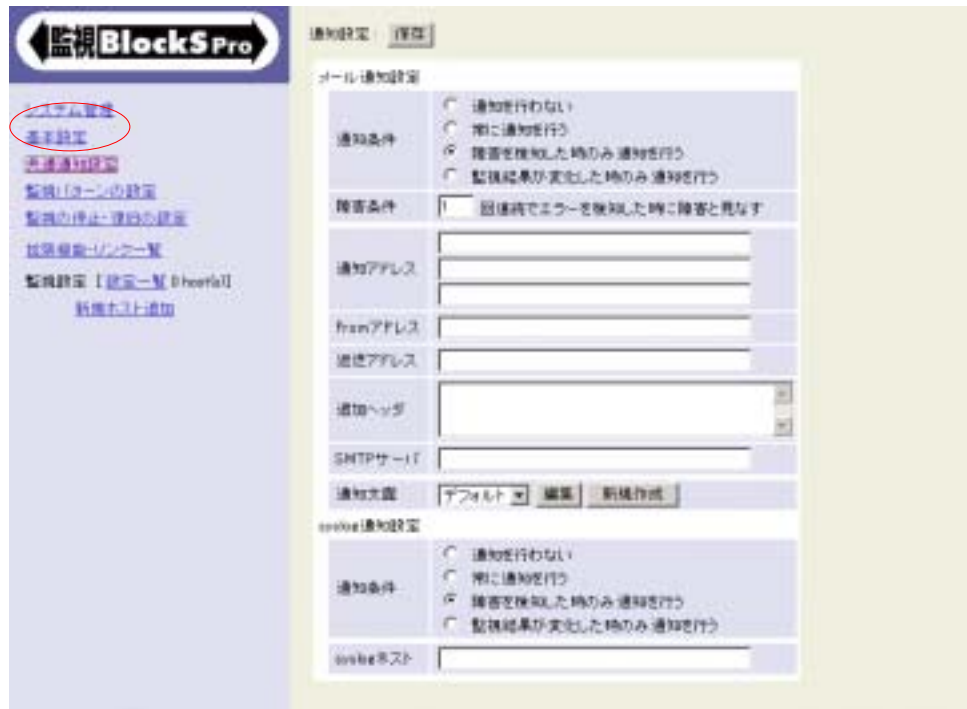 監視BlockSPro
システム管理
基本設定
共通通知設定
監視パターンの設定
監視の停止・復旧の設定
拡張機能・リンク一覧
監視設定 [ 設定一覧 0host(s)]
新規ホスト追加
通知設定 保存
メール通知設定
通知条件
通知を行わない
常に通知を行う
障害を検知した時のみ通知を行う
監視結果が変化した時のみ通知を行う
障害条件 1 回連続でエラーを検知した時に障害と見なす
通知アドレス
fromアドレス
返送アドレス
追加ヘッダ
SMTPサーバ
通知文面 デフォルト 編集 新規作成
syslog通知設定
通知条件
通知を行わない
常に通知を行う
障害を検知した時のみ通知を行う
監視結果が変化した時のみ通知を行う
syslogホスト